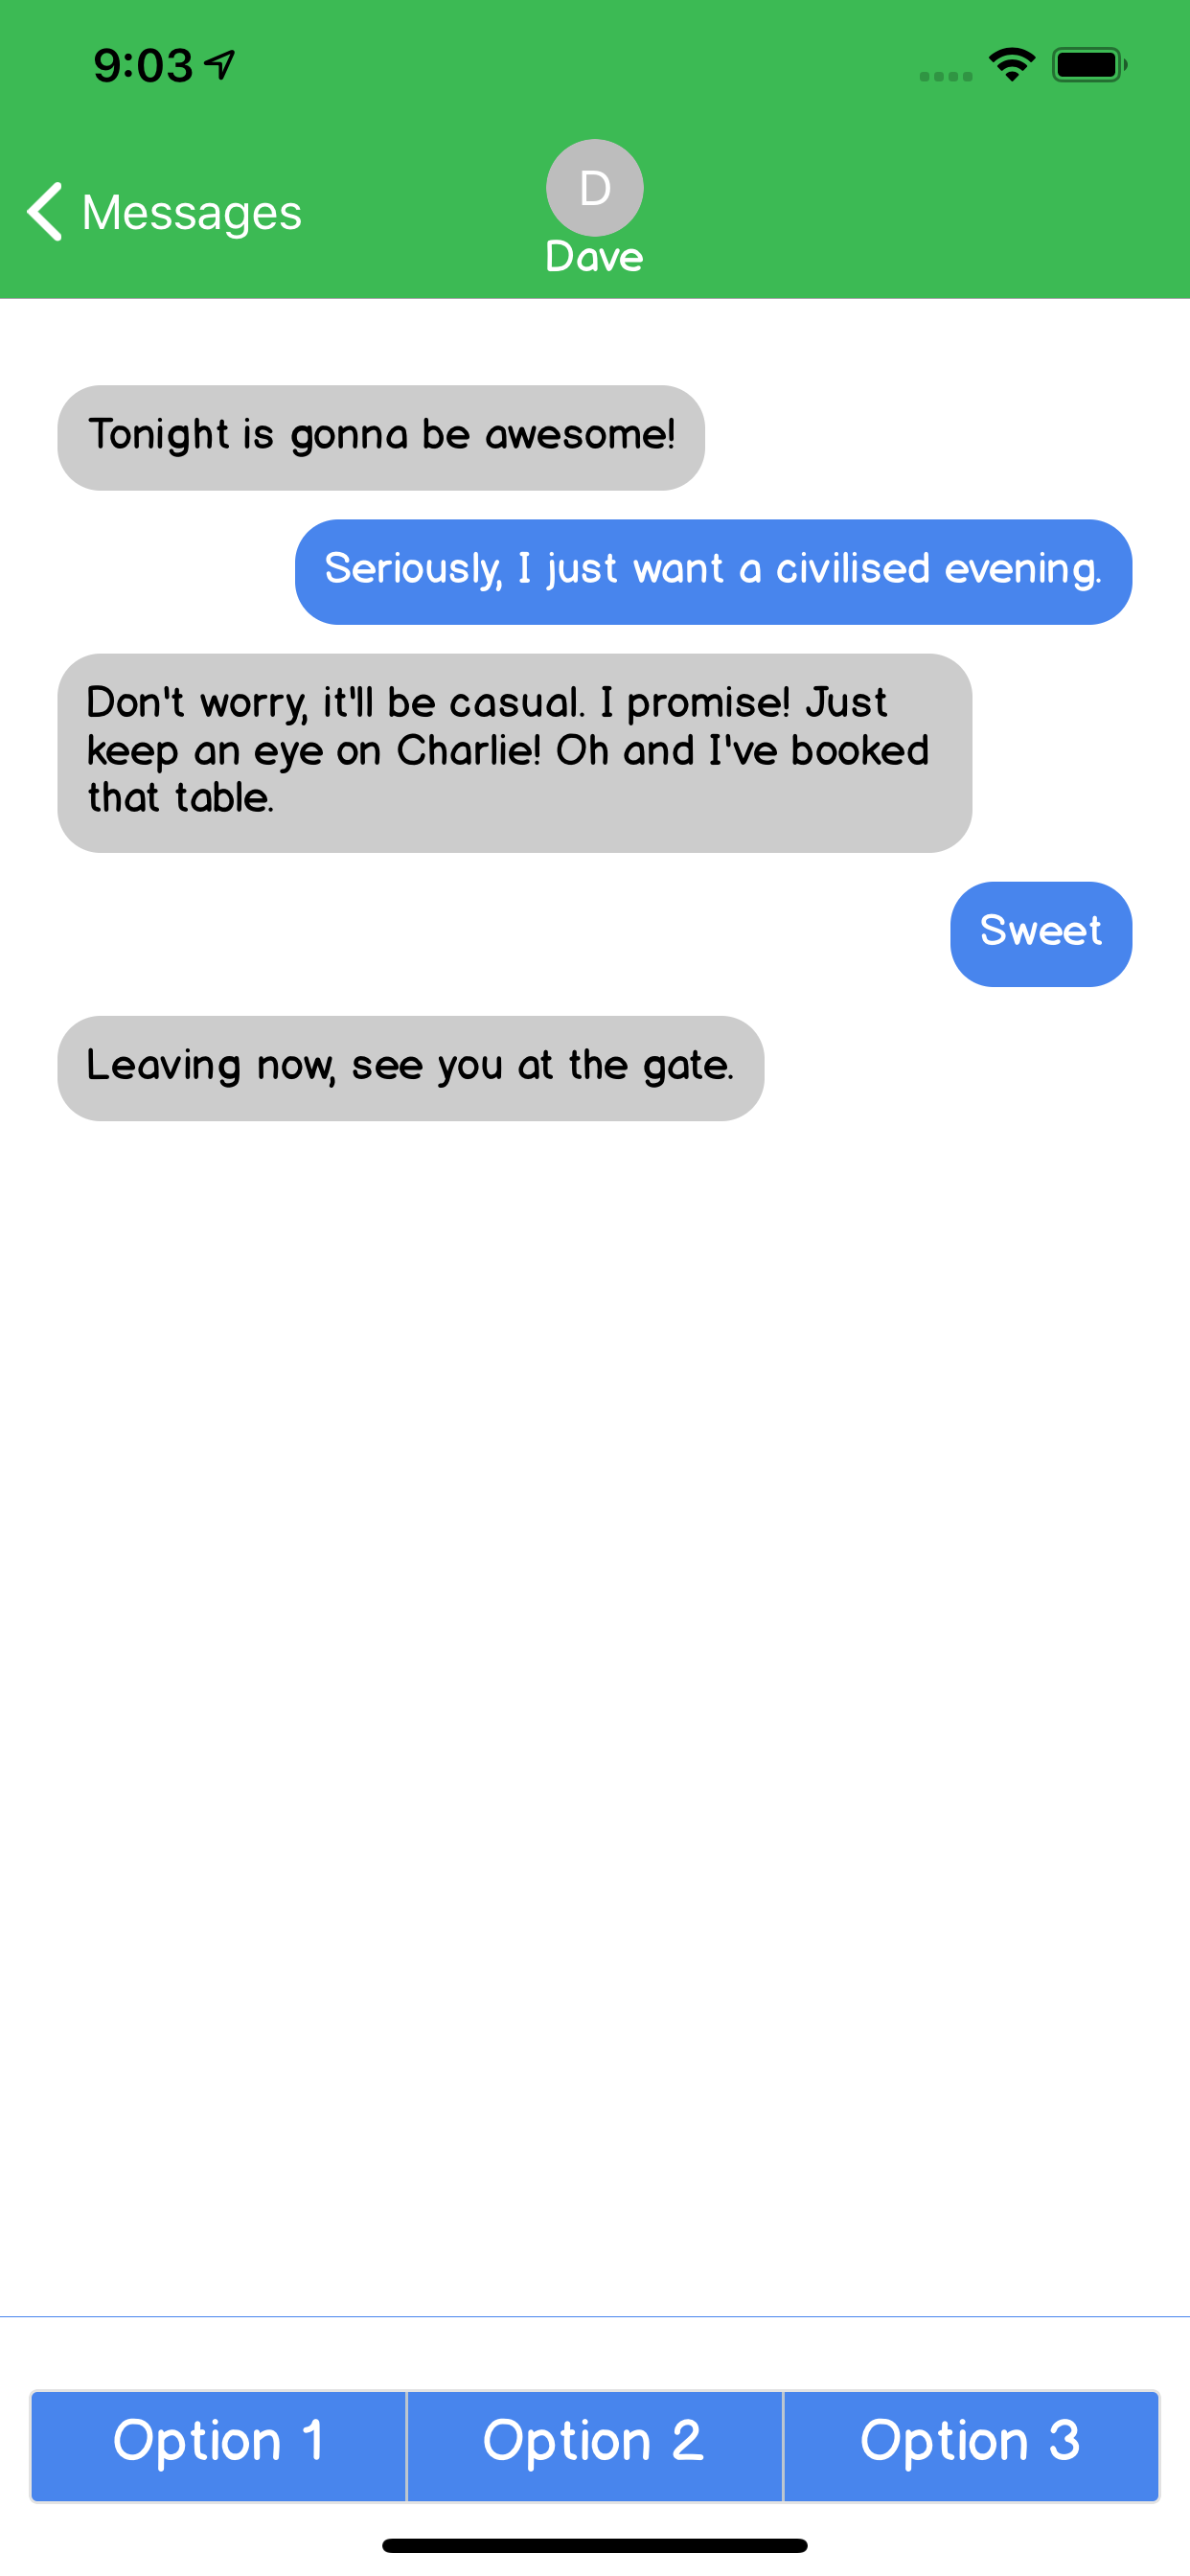 9:03
Messages
D
Dave
Tonight is gonna be awesome!
Seriously, I just want a civilised evening.
Don't worry, it'll be casual. I promise! Just
keep an eye on Charlie! Oh and I've booked
that table.
Sweet
Leaving now, see you at the gate.
Option 1
Option 2
Option 3